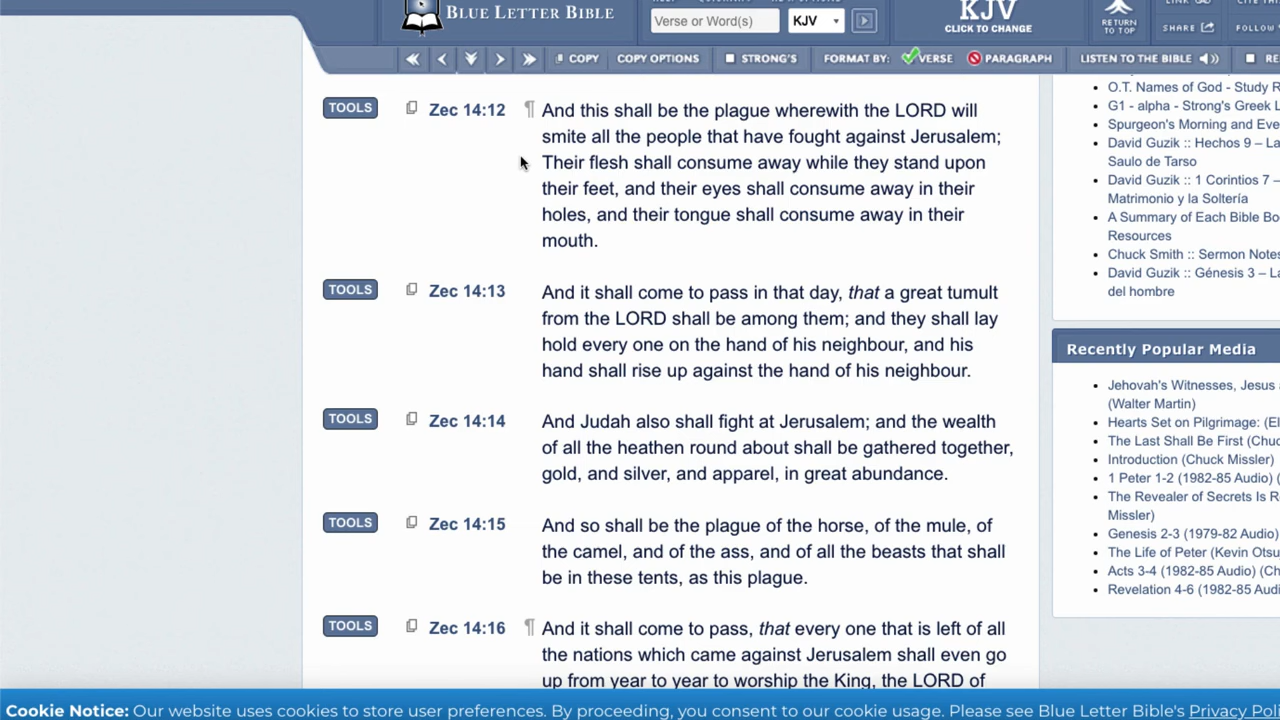 BLUE LETTER BIBLE
Verse or Word(s)
KJV
KJV
CLICK TO CHANGE
RETURN
TO TOP
SHARE
FOLLOW
COPY
COPY OPTIONS
STRONG'S
FORMAT BY:
VERSE
PARAGRAPH
LISTEN TO THE BIBLE
RE
TOOLS
Zec 14:12
¶ And this shall be the plague wherewith the LORD will
smite all the people that have fought against Jerusalem;
Their flesh shall consume away while they stand upon
their feet, and their eyes shall consume away in their
holes, and their tongue shall consume away in their
mouth.
TOOLS
Zec 14:13
And it shall come to pass in that day, that a great tumult
from the LORD shall be among them; and they shall lay
hold every one on the hand of his neighbour, and his
hand shall rise up against the hand of his neighbour.
TOOLS
Zec 14:14
And Judah also shall fight at Jerusalem; and the wealth
of all the heathen round about shall be gathered together,
gold, and silver, and apparel, in great abundance.
TOOLS
Zec 14:15
And so shall be the plague of the horse, of the mule, of
the camel, and of the ass, and of all the beasts that shall
be in these tents, as this plague.
TOOLS
Zec 14:16
¶ And it shall come to pass, that every one that is left of all
the nations which came against Jerusalem shall even go
up from year to year to worship the King, the LORD of
O.T. Names of God - Study R
G1 - alpha - Strong's Greek L
Spurgeon's Morning and Eve
David Guzik :: Hechos 9 – La
Saulo de Tarso
David Guzik :: 1 Corintios 7 –
Matrimonio y la Soltería
A Summary of Each Bible Bo
Resources
Chuck Smith :: Sermon Notes
David Guzik :: Génesis 3 – La
del hombre
Recently Popular Media
Jehovah's Witnesses, Jesus
(Walter Martin)
Hearts Set on Pilgrimage: (El
The Last Shall Be First (Chuc
Introduction (Chuck Missler)
1 Peter 1-2 (1982-85 Audio) (
The Revealer of Secrets Is R
Missler)
Genesis 2-3 (1979-82 Audio)
The Life of Peter (Kevin Otsu
Acts 3-4 (1982-85 Audio) (Ch
Revelation 4-6 (1982-85 Audi
Cookie Notice: Our website uses cookies to store user preferences. By proceeding, you consent to our cookie usage. Please see Blue Letter Bible's Privacy Pol